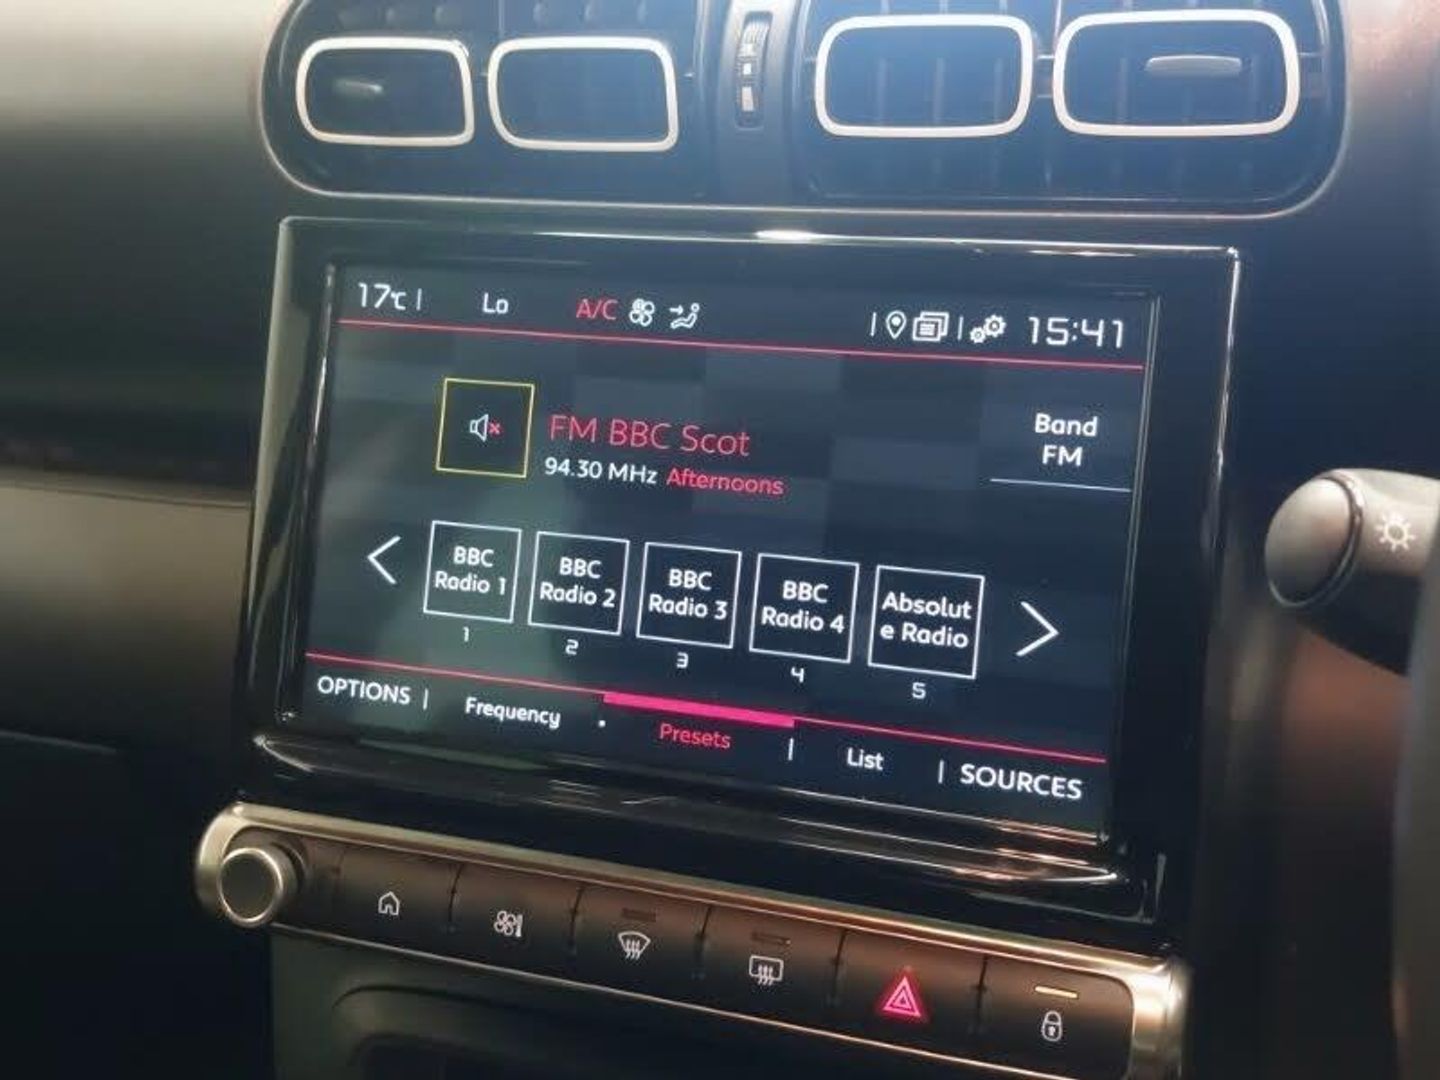 17°C Lo A/C 15:41
FM BBC Scot
94.30 MHz Afternoons
Band
FM
BBC
Radio 1
BBC
Radio 2
BBC
Radio 3
BBC
Radio 4
Absolut
e Radio
1 2 3 4 5
OPTIONS Frequency Presets List SOURCES